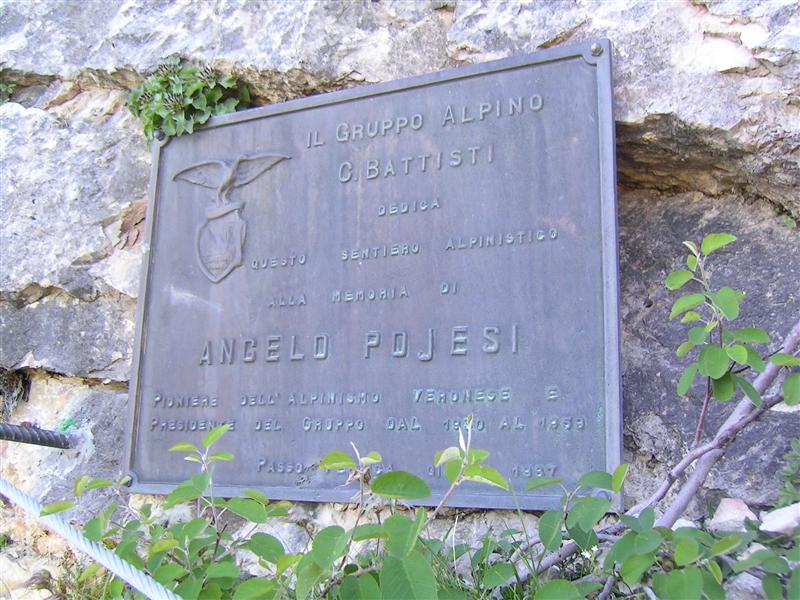 IL GRUPPO ALPINO
C. BATTISTI
DEDICA
QUESTO SENTIERO ALPINISTICO
ALLA MEMORIA DI
ANGELO POJESI
PIONIERE DELL'ALPINISMO VERONESE E
PRESIDENTE DEL GRUPPO DAL AL
PASSO 1987